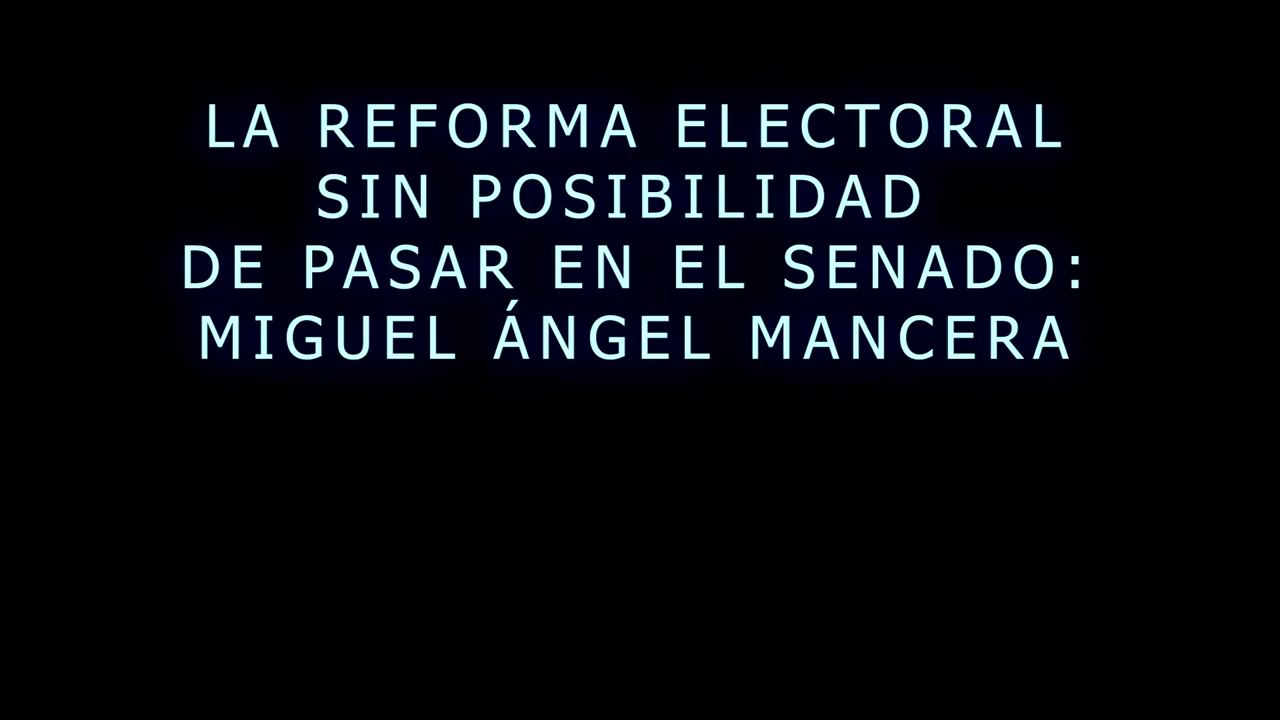 LA REFORMA ELECTORAL
SIN POSIBILIDAD
DE PASAR EN EL SENADO:
MIGUEL ÁNGEL MANCERA